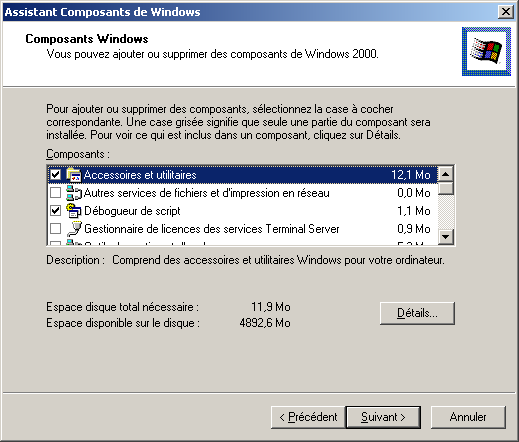 Assistant Composants de Windows
Composants Windows
Vous pouvez ajouter ou supprimer des composants de Windows 2000.
Pour ajouter ou supprimer des composants, sélectionnez la case à cocher
correspondante. Une case grisée signifie que seule une partie du composant sera
installée. Pour voir ce qui est inclus dans un composant, cliquez sur Détails.
Composants :
Accessoires et utilitaires 12,1 Mo
Autres services de fichiers et d'impression en réseau 0,0 Mo
Débogueur de script 1,1 Mo
Gestionnaire de licences des services Terminal Server 0,9 Mo
Description : Comprend des accessoires et utilitaires Windows pour votre ordinateur.
Espace disque total nécessaire : 11,9 Mo
Espace disponible sur le disque : 4892,6 Mo
Détails...
< Précédent Suivant > Annuler